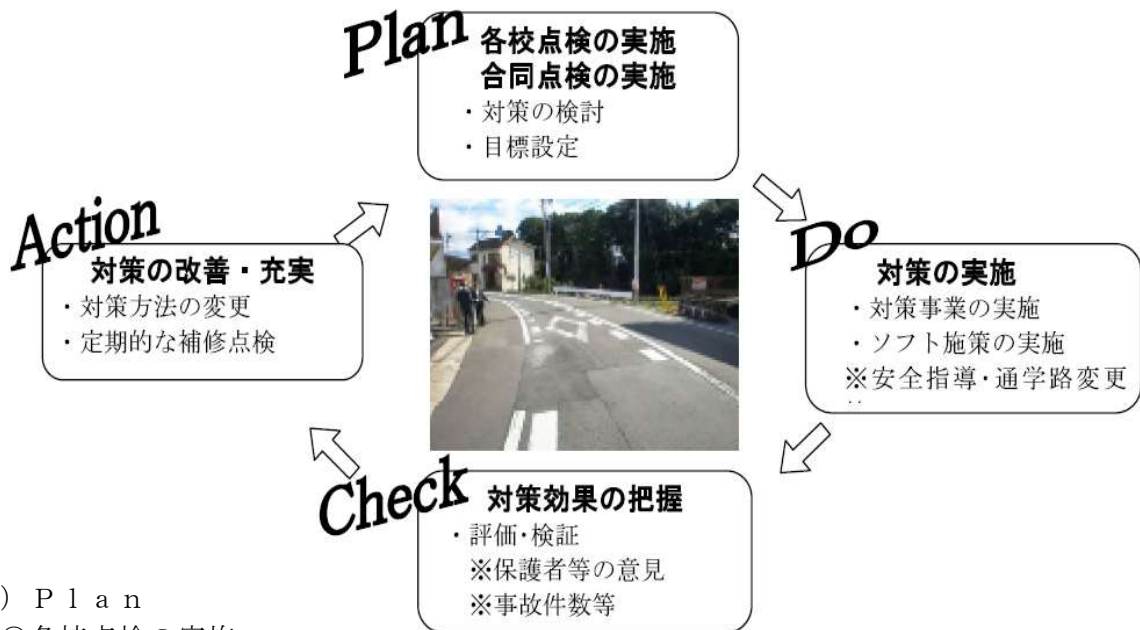 Plan
各校点検の実施
合同点検の実施
・対策の検討
・目標設定
Do
対策の実施
・対策事業の実施
・ソフト施策の実施
※安全指導・通学路変更
Check
対策効果の把握
・評価・検証
※保護者等の意見
※事故件数等
Action
対策の改善・充実
・対策方法の変更
・定期的な補修点検
) Ｐｌａｎ